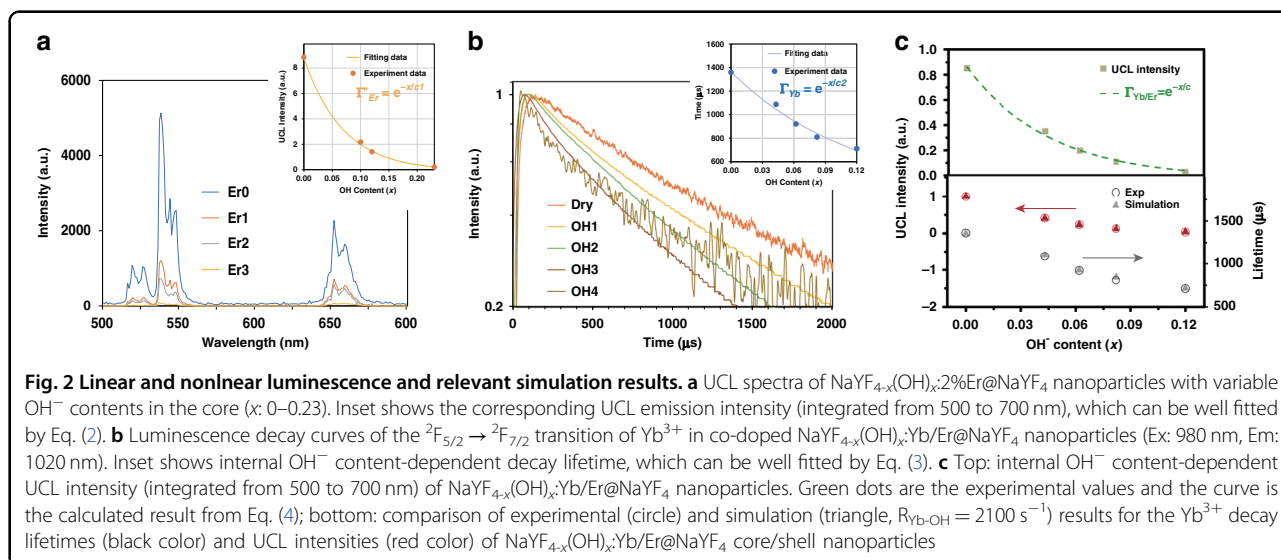 a
UCL Intensity (a.u.)
10
8
6
4
2
0
Fitting data
Experiment data
Γ″Er = e−x/c1
0.00 0.05 0.10 0.15 0.20
OH Content (x)
Intensity (a.u.)
6000
4000
2000
0
Er0
Er1
Er2
Er3
500 550 600 650 600
Wavelength (nm)
b
Time (μs)
1600
1400
1200
1000
800
600
Fitting data
Experiment data
ΓYb = e−x/c2
0.00 0.03 0.06 0.09 0.12
OH Content (x)
Intensity (a.u.)
1
0.2
Dry
OH1
OH2
OH3
OH4
0 500 1000 1500 2000
Time (μs)
c
UCL intensity (a.u.)
1.0
0.8
0.6
0.4
0.2
0.0
UCL intensity
ΓYb/Er=e−x/c
1
0
−1
−2
Exp
Simulation
1500
1000
500
Lifetime (μs)
0.00 0.03 0.06 0.09 0.12
OH− content (x)
Fig. 2 Linear and nonlnear luminescence and relevant simulation results. a UCL spectra of NaYF4-x(OH)x:2%Er@NaYF4 nanoparticles with variable
OH− contents in the core (x: 0–0.23). Inset shows the corresponding UCL emission intensity (integrated from 500 to 700 nm), which can be well fitted
by Eq. (2). b Luminescence decay curves of the 2F5/2 → 2F7/2 transition of Yb3+ in co-doped NaYF4-x(OH)x:Yb/Er@NaYF4 nanoparticles (Ex: 980 nm, Em:
1020 nm). Inset shows internal OH− content-dependent decay lifetime, which can be well fitted by Eq. (3). c Top: internal OH− content-dependent
UCL intensity (integrated from 500 to 700 nm) of NaYF4-x(OH)x:Yb/Er@NaYF4 nanoparticles. Green dots are the experimental values and the curve is
the calculated result from Eq. (4); bottom: comparison of experimental (circle) and simulation (triangle, RYb-OH = 2100 s−1) results for the Yb3+ decay
lifetimes (black color) and UCL intensities (red color) of NaYF4-x(OH)x:Yb/Er@NaYF4 core/shell nanoparticles